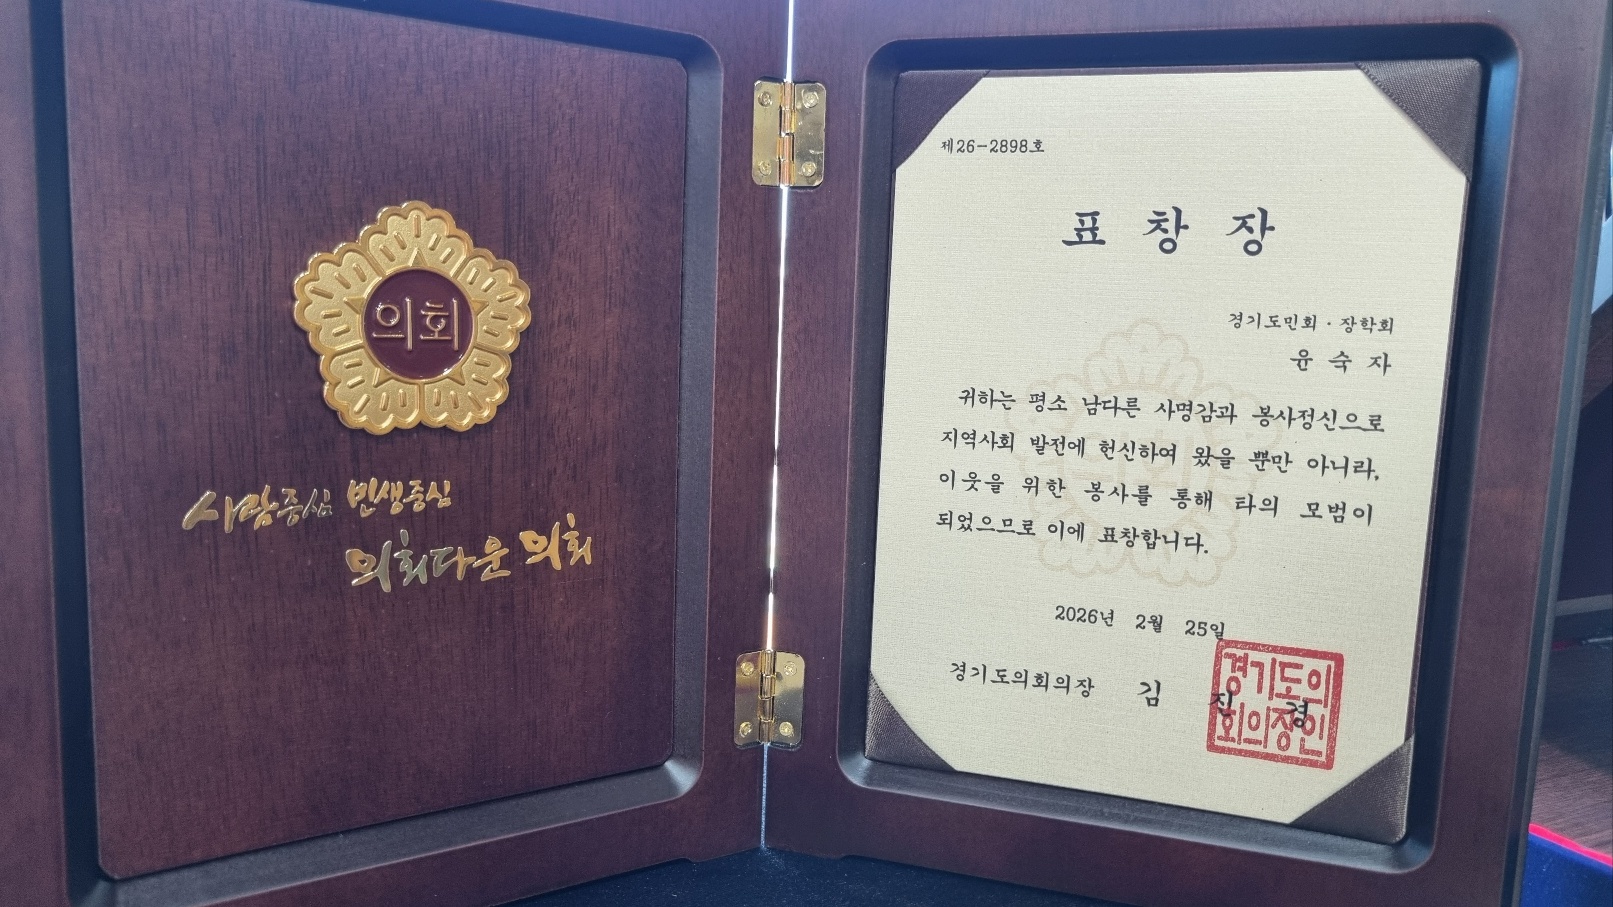 의회
사람중심 민생중심
의회다운 의회
제26-2898호
표 창 장
경기도민회·장학회
윤 숙 자
귀하는 평소 남다른 사명감과 봉사정신으로
지역사회 발전에 헌신하여 왔을 뿐만 아니라,
이웃을 위한 봉사를 통해 타의 모범이
되었으므로 이에 표창합니다.
2026년 2월 25일
경기도의회의장 김 진 경
경기도의
회의장인